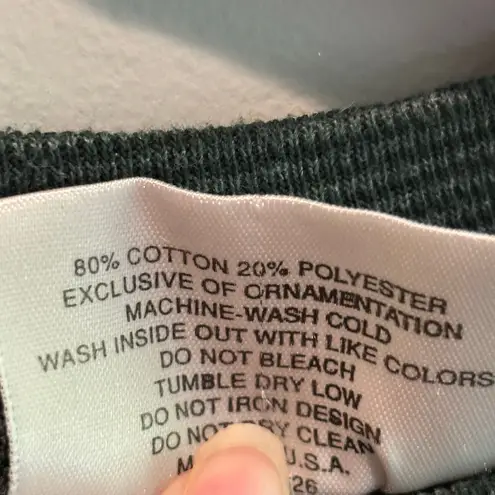 80% COTTON 20% POLYESTER
EXCLUSIVE OF ORNAMENTATION
MACHINE-WASH COLD
WASH INSIDE OUT WITH LIKE COLORS
DO NOT BLEACH
TUMBLE DRY LOW
DO NOT IRON DESIGN
DO NOT DRY CLEAN
U.S.A.